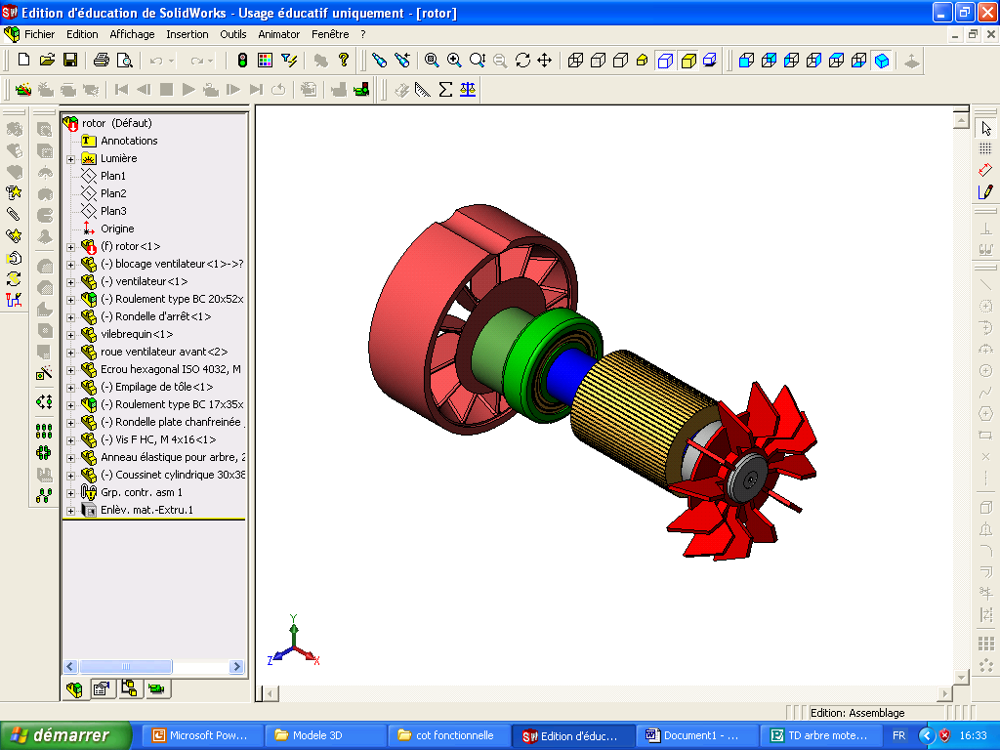 Edition d'éducation de SolidWorks - Usage éducatif uniquement - [rotor]
Fichier Edition Affichage Insertion Outils Animator Fenêtre ?
rotor (Défaut)
Annotations
Lumière
Plan1
Plan2
Plan3
Origine
(f) rotor<1>
(-) blocage ventilateur<1>->?
(-) ventilateur<1>
(-) Roulement type BC 20x52x
(-) Rondelle d'arrêt<1>
vilebrequin<1>
roue ventilateur avant<2>
Ecrou hexagonal ISO 4032, M
(-) Empilage de tôle<1>
(-) Roulement type BC 17x35x
(-) Rondelle plate chanfreinée
(-) Vis F HC, M 4x16<1>
Anneau élastique pour arbre, 2
(-) Coussinet cylindrique 30x38
Grp. contr. asm 1
Enlèv. mat.-Extru.1
Y
Z
X
Edition: Assemblage
démarrer
Microsoft Pow...
Modele 3D
cot fonctionnelle
Edition d'éduc...
Document1 - ...
TD arbre mote...
FR
16:33